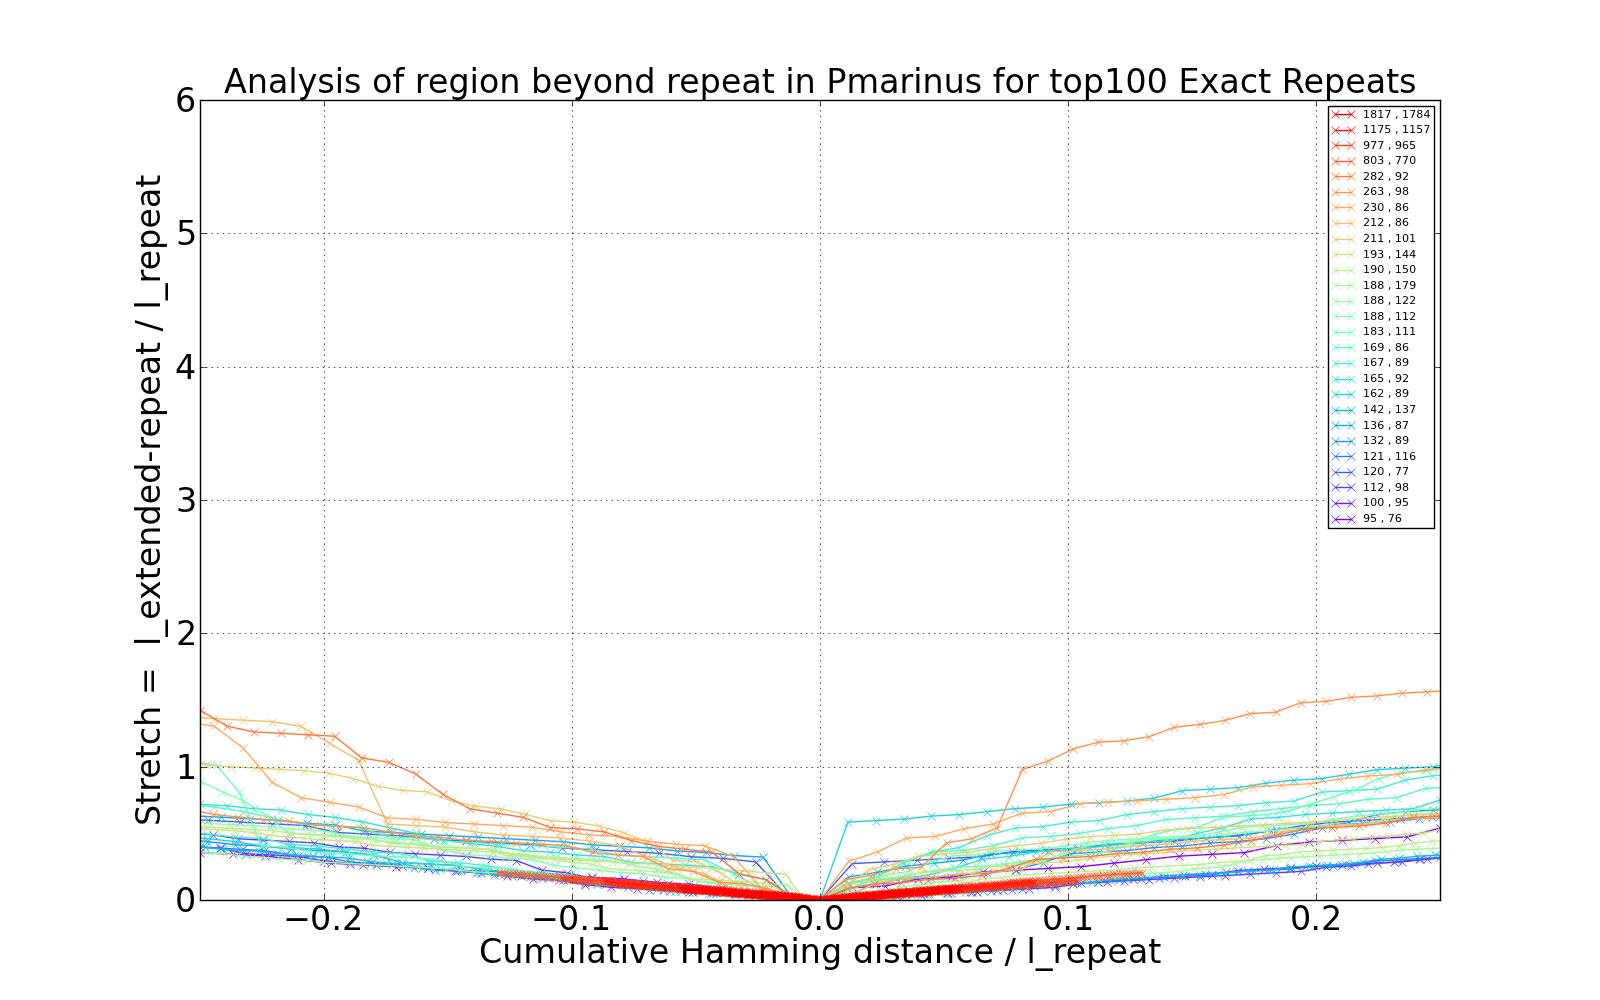 Analysis of region beyond repeat in Pmarinus for top100 Exact Repeats
Stretch =  l_extended-repeat / l_repeat
6
5
4
3
2
1
0
1817 , 1784
1175 , 1157
977 , 965
803 , 770
282 , 92
263 , 98
230 , 86
212 , 86
211 , 101
193 , 144
190 , 150
188 , 179
188 , 122
188 , 112
183 , 111
169 , 86
167 , 89
165 , 92
162 , 89
142 , 137
136 , 87
132 , 89
121 , 116
120 , 77
112 , 98
100 , 95
95 , 76
−0.2 −0.1 0.0 0.1 0.2
Cumulative Hamming distance / l_repeat